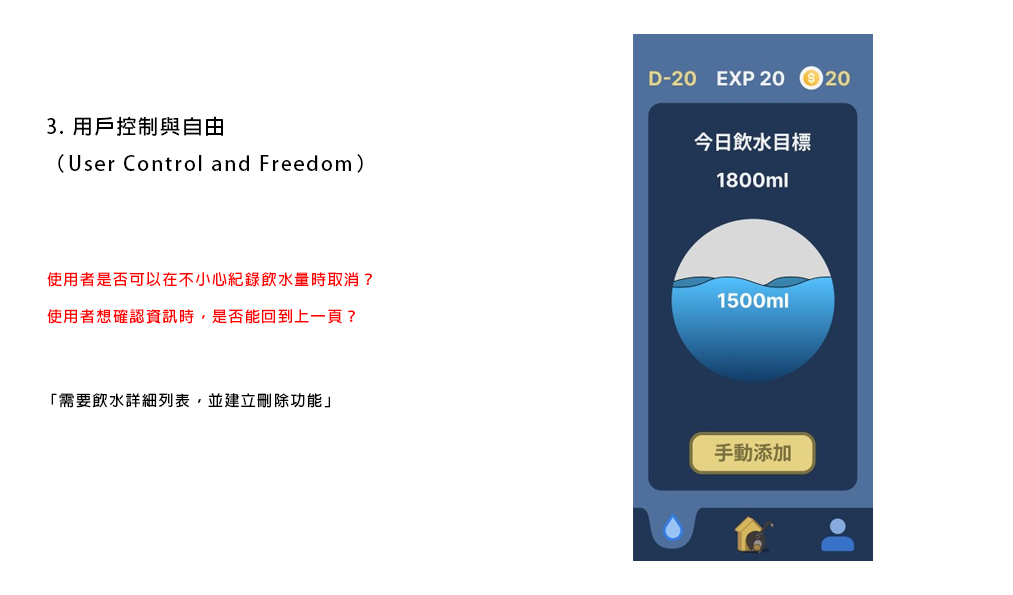 3. 用戶控制與自由
（User Control and Freedom）
使用者是否可以在不小心紀錄飲水量時取消？
使用者想確認資訊時，是否能回到上一頁？
「需要飲水詳細列表，並建立刪除功能」
D-20 EXP 20 $ 20
今日飲水目標
1800ml
1500ml
手動添加